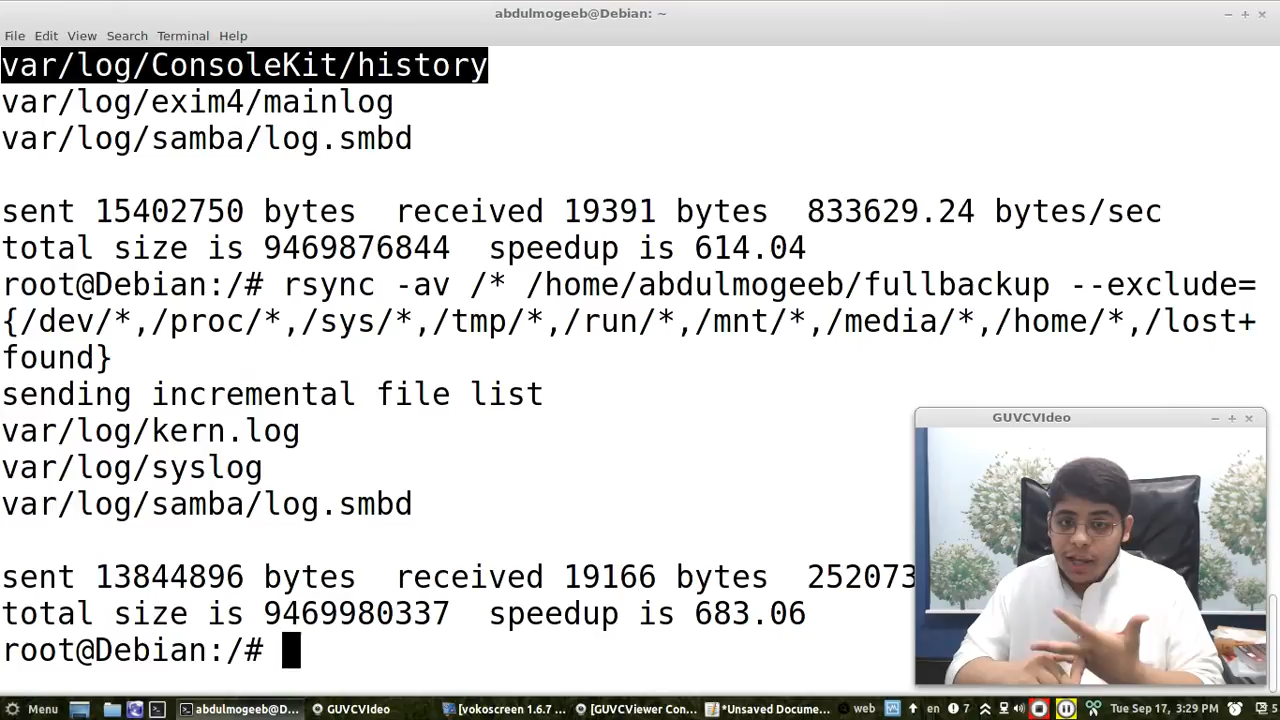 abdulmogeeb@Debian: ~
File Edit View Search Terminal Help
var/log/ConsoleKit/history
var/log/exim4/mainlog
var/log/samba/log.smbd
sent 15402750 bytes received 19391 bytes 833629.24 bytes/sec
total size is 9469876844 speedup is 614.04
root@Debian:/# rsync -av /* /home/abdulmogeeb/fullbackup --exclude=
{/dev/*,/proc/*,/sys/*,/tmp/*,/run/*,/mnt/*,/media/*,/home/*,/lost+
found}
sending incremental file list
var/log/kern.log
var/log/syslog
var/log/samba/log.smbd
sent 13844896 bytes received 19166 bytes 252073
total size is 9469980337 speedup is 683.06
root@Debian:/#
GUVCVIdeo
Menu abdulmogeeb@D... GUVCVIdeo [vokoscreen 1.6.7 ... [GUVCViewer Con... *Unsaved Docume... web en 7 Tue Sep 17, 3:29 PM 5